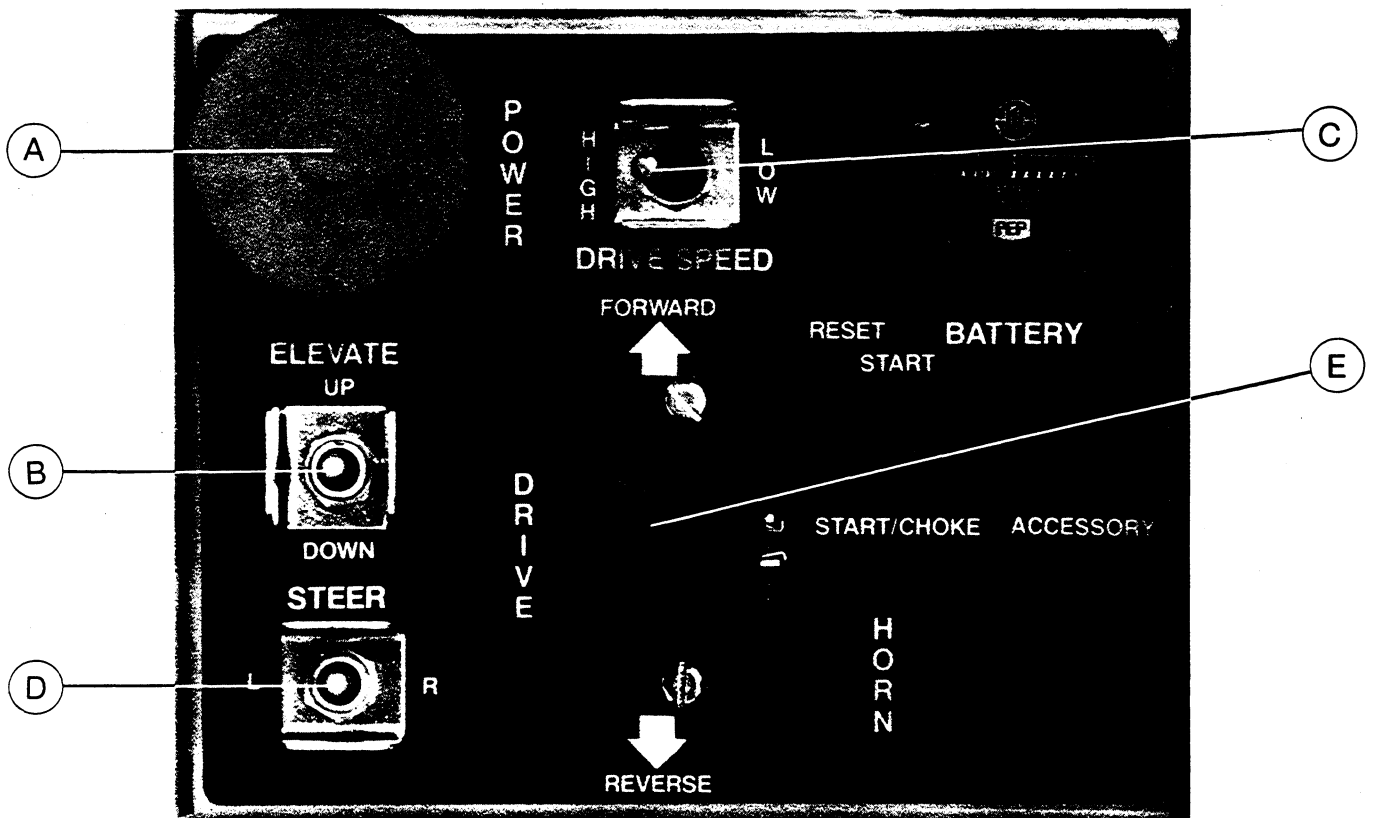 A
POWER
HIGH
LOW
C
DRIVE SPEED
FORWARD
RESET
BATTERY
START
ELEVATE
UP
E
B
DRIVE
START/CHOKE
ACCESSORY
DOWN
STEER
HORN
D
L
R
REVERSE